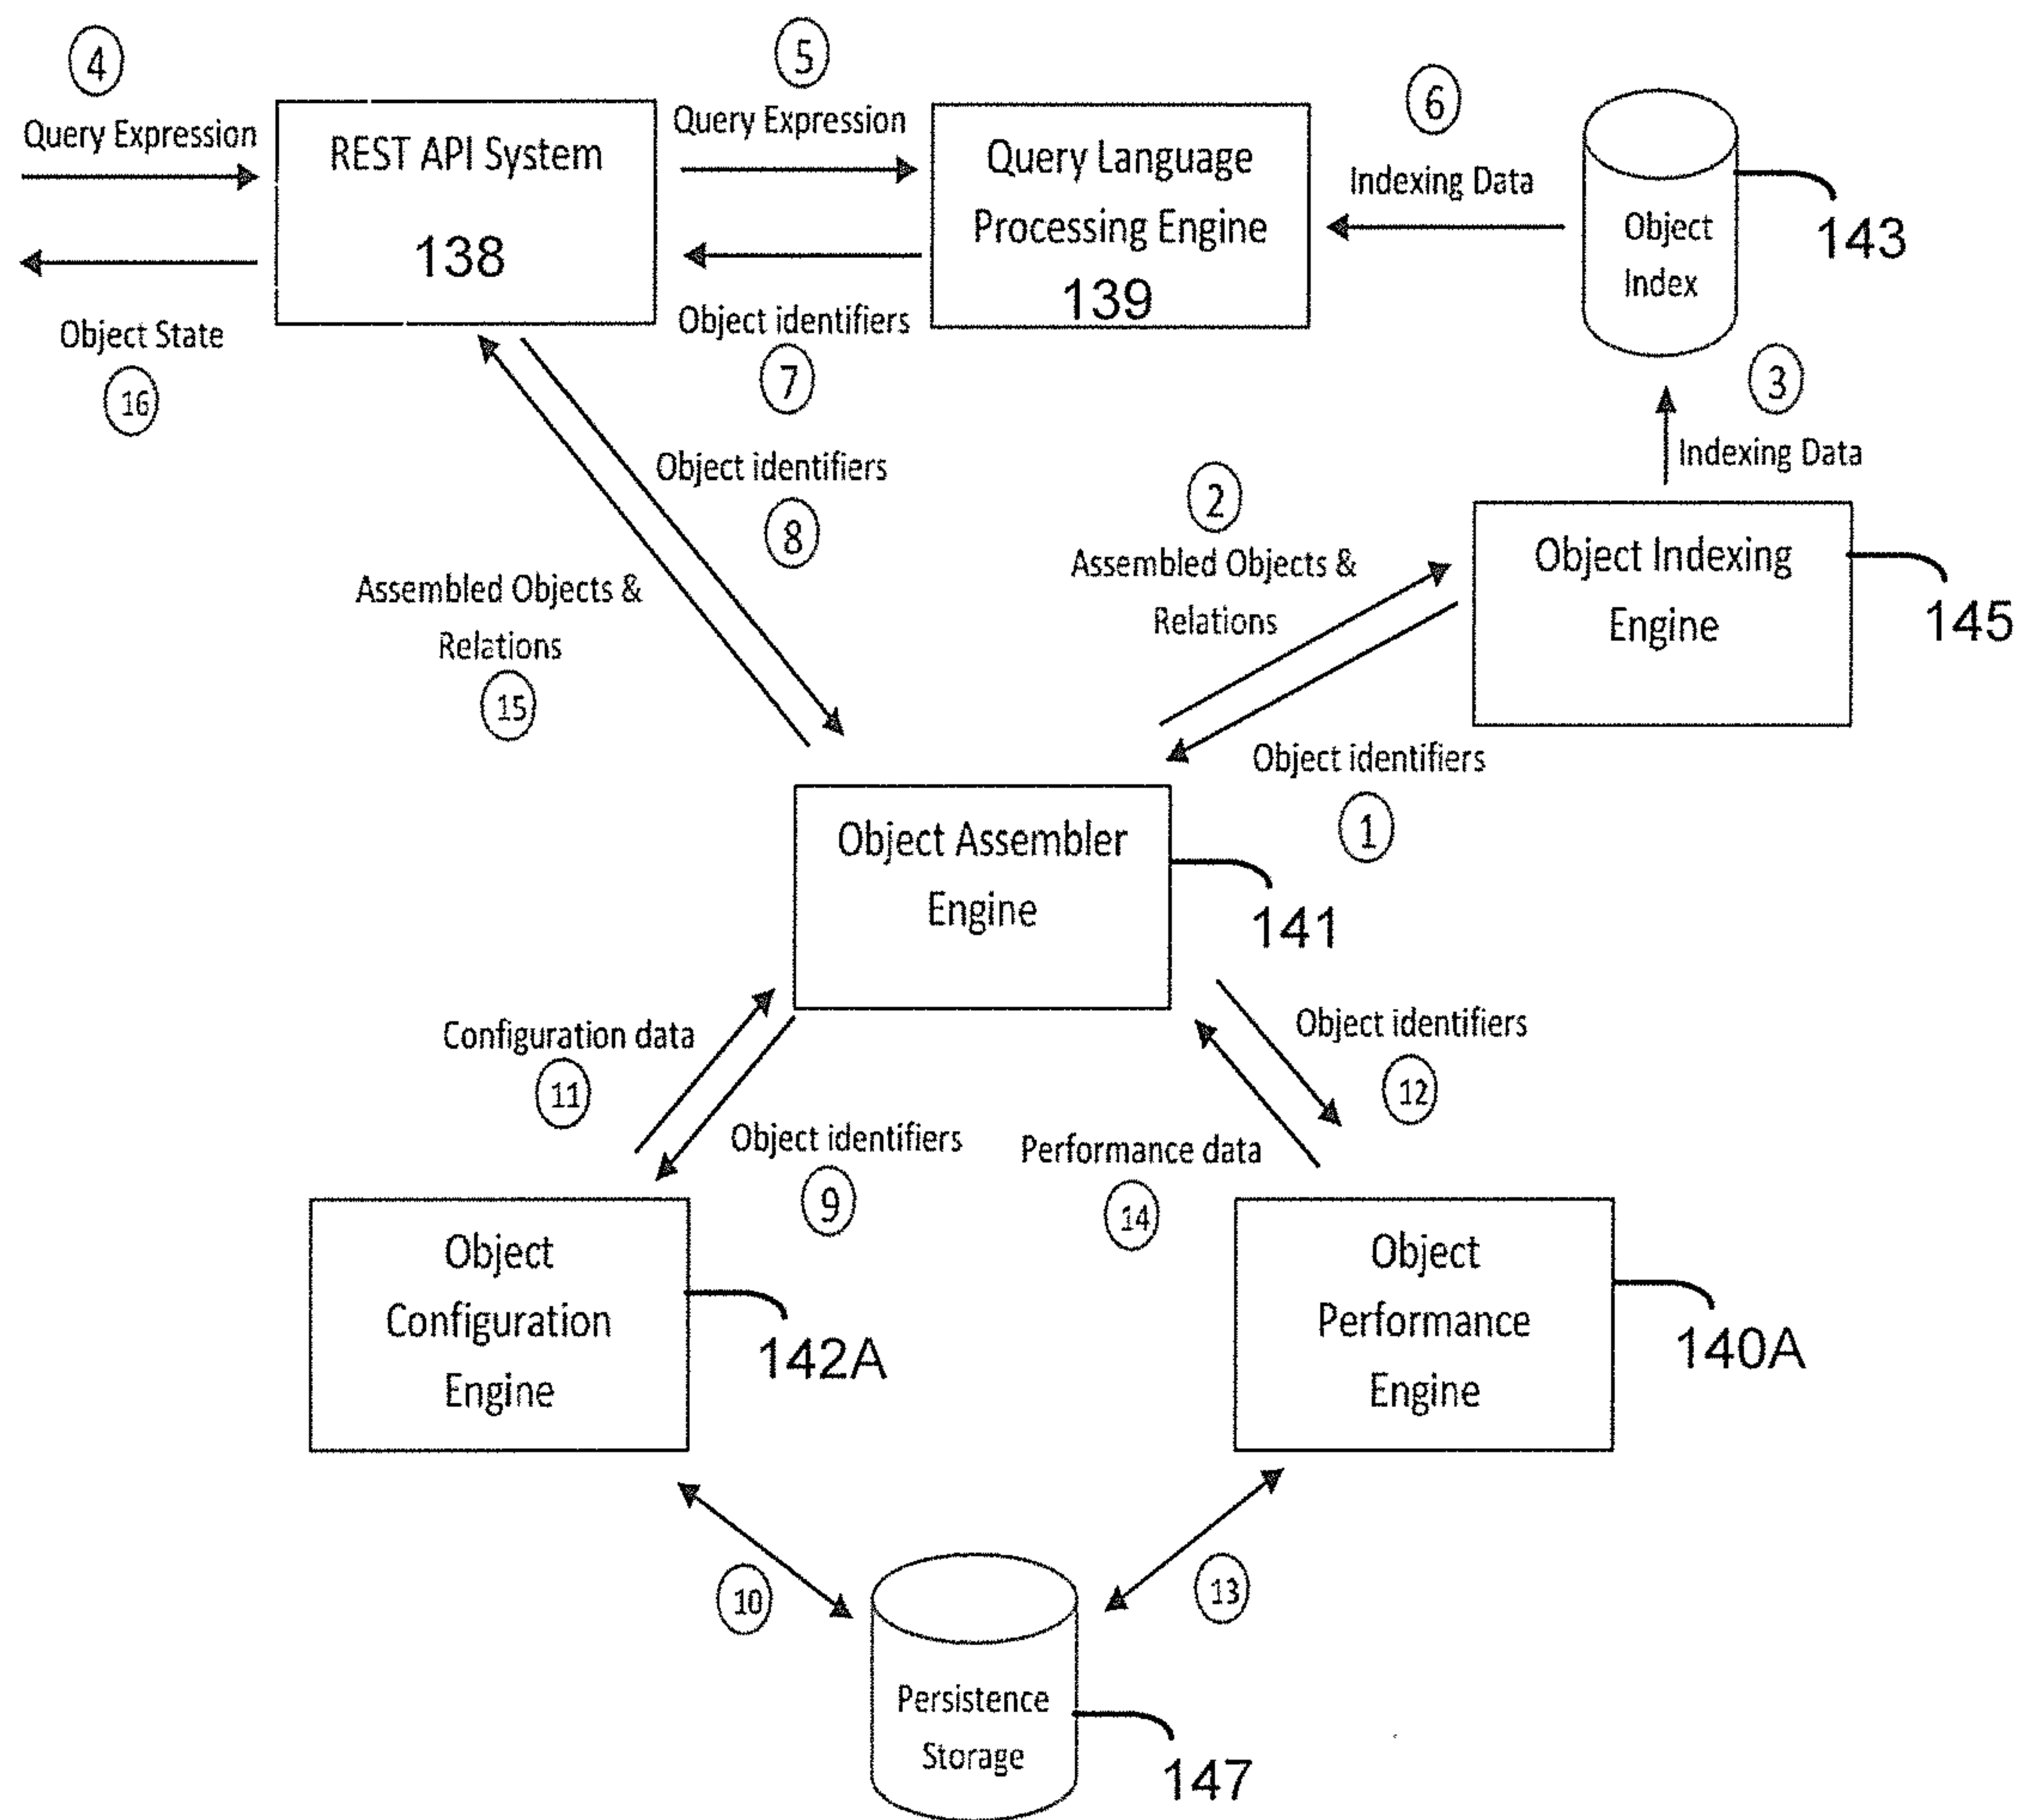 4
Query Expression
REST API System
138
Object State
16
5
Query Expression
Object identifiers
7
Query Language
Processing Engine
139
6
Indexing Data
Object
Index
143
3
Indexing Data
Object identifiers
8
Assembled Objects &
Relations
15
2
Assembled Objects &
Relations
Object Indexing
Engine
145
Object identifiers
1
Object Assembler
Engine
141
Configuration data
11
Object identifiers
9
Object identifiers
12
Performance data
14
Object
Configuration
Engine
142A
Object
Performance
Engine
140A
10
13
Persistence
Storage
147